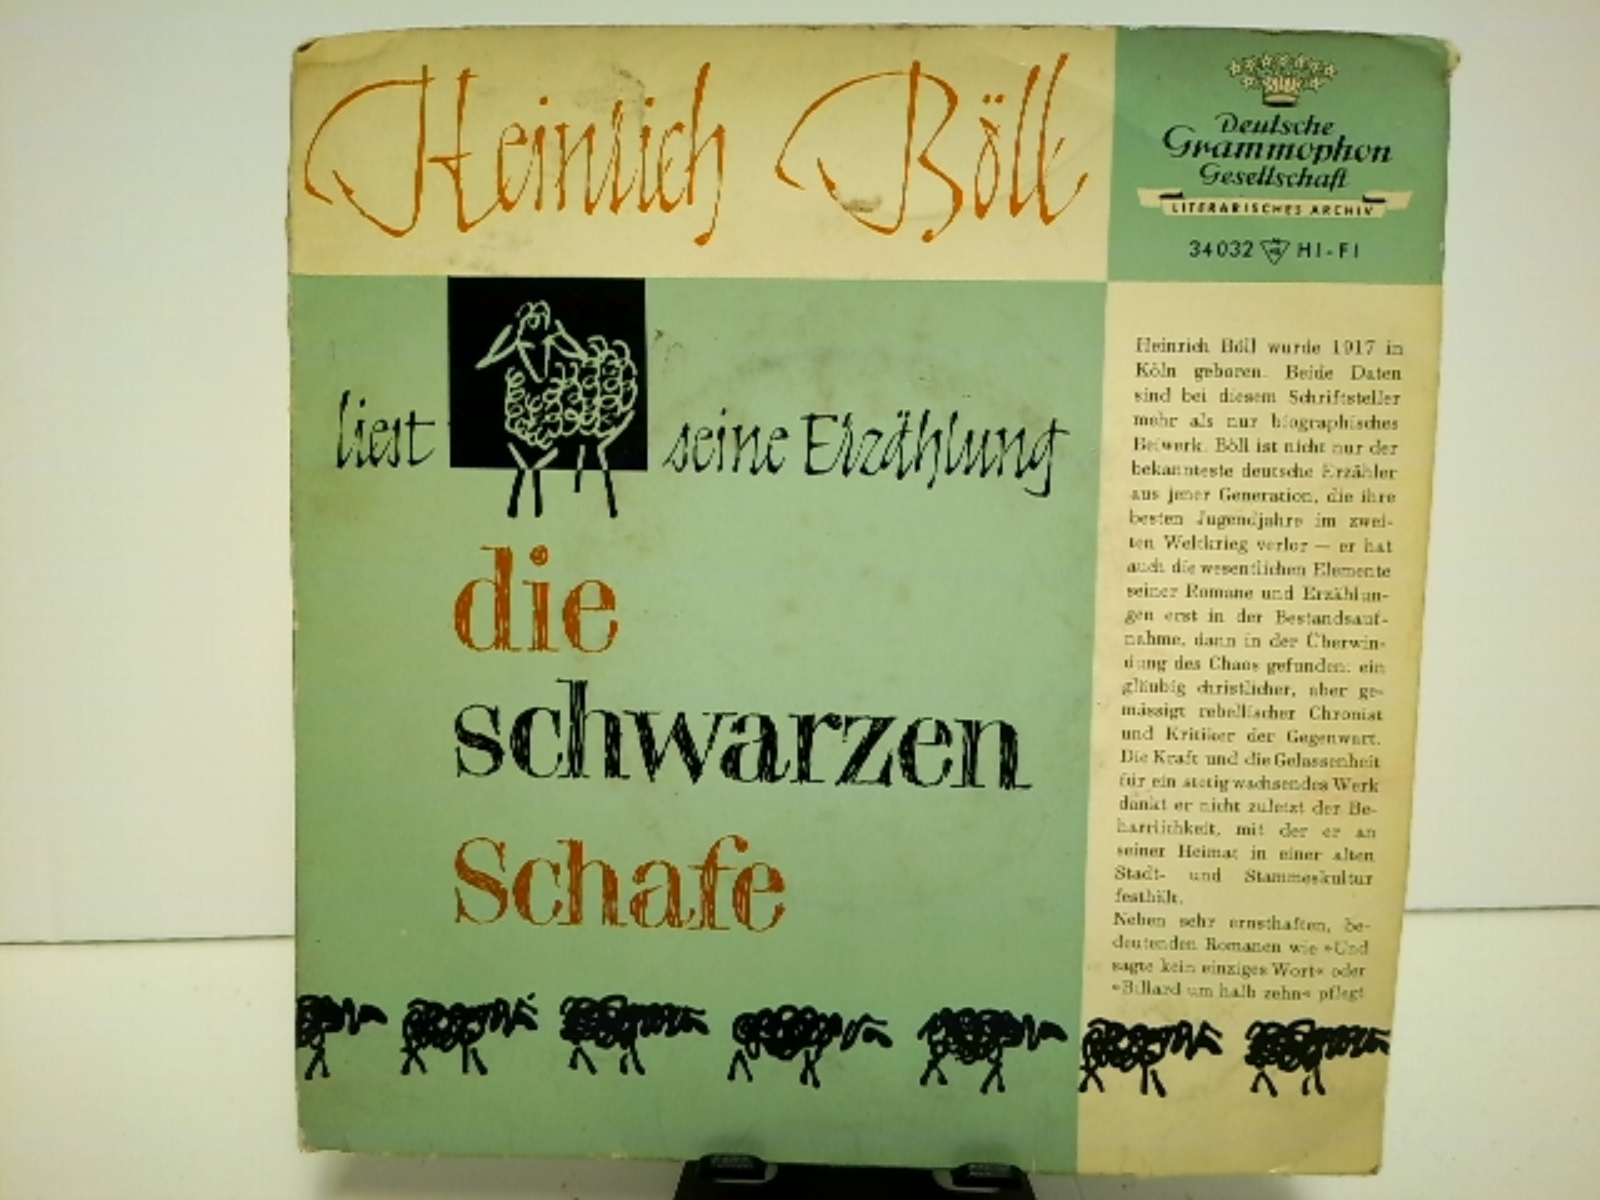 Heinrich Böll
Deutsche
Grammophon
Gesellschaft
LITERARISCHES ARCHIV
34032 HI-FI
liest seine Erzählung
die
schwarzen
Schafe
Heinrich Böll wurde 1917 in
Köln geboren. Beide Daten
sind bei diesem Schriftsteller
mehr als nur biographisches
Beiwerk. Böll ist nicht nur der
bekannteste deutsche Erzähler
aus jener Generation, die ihre
besten Jugendjahre im zwei-
ten Weltkrieg verlor — er hat
auch die wesentlichen Elemente
seiner Romane und Erzählun-
gen erst in der Bestandsauf-
nahme, dann in der Überwin-
dung des Chaos gefunden: ein
gläubig christlicher, aber ge-
mässigt rebellischer Chronist
und Kritiker der Gegenwart.
Die Kraft und die Gelassenheit
für ein stetig wachsendes Werk
dankt er nicht zuletzt der Be-
harrlichkeit, mit der er an
seiner Heimat in einer alten
Stadt- und Stammeskultur
festhält.
Neben sehr ernsthaften, be-
deutenden Romanen wie »Und
sagte kein einziges Wort« oder
»Billard um halb zehn« pflegt